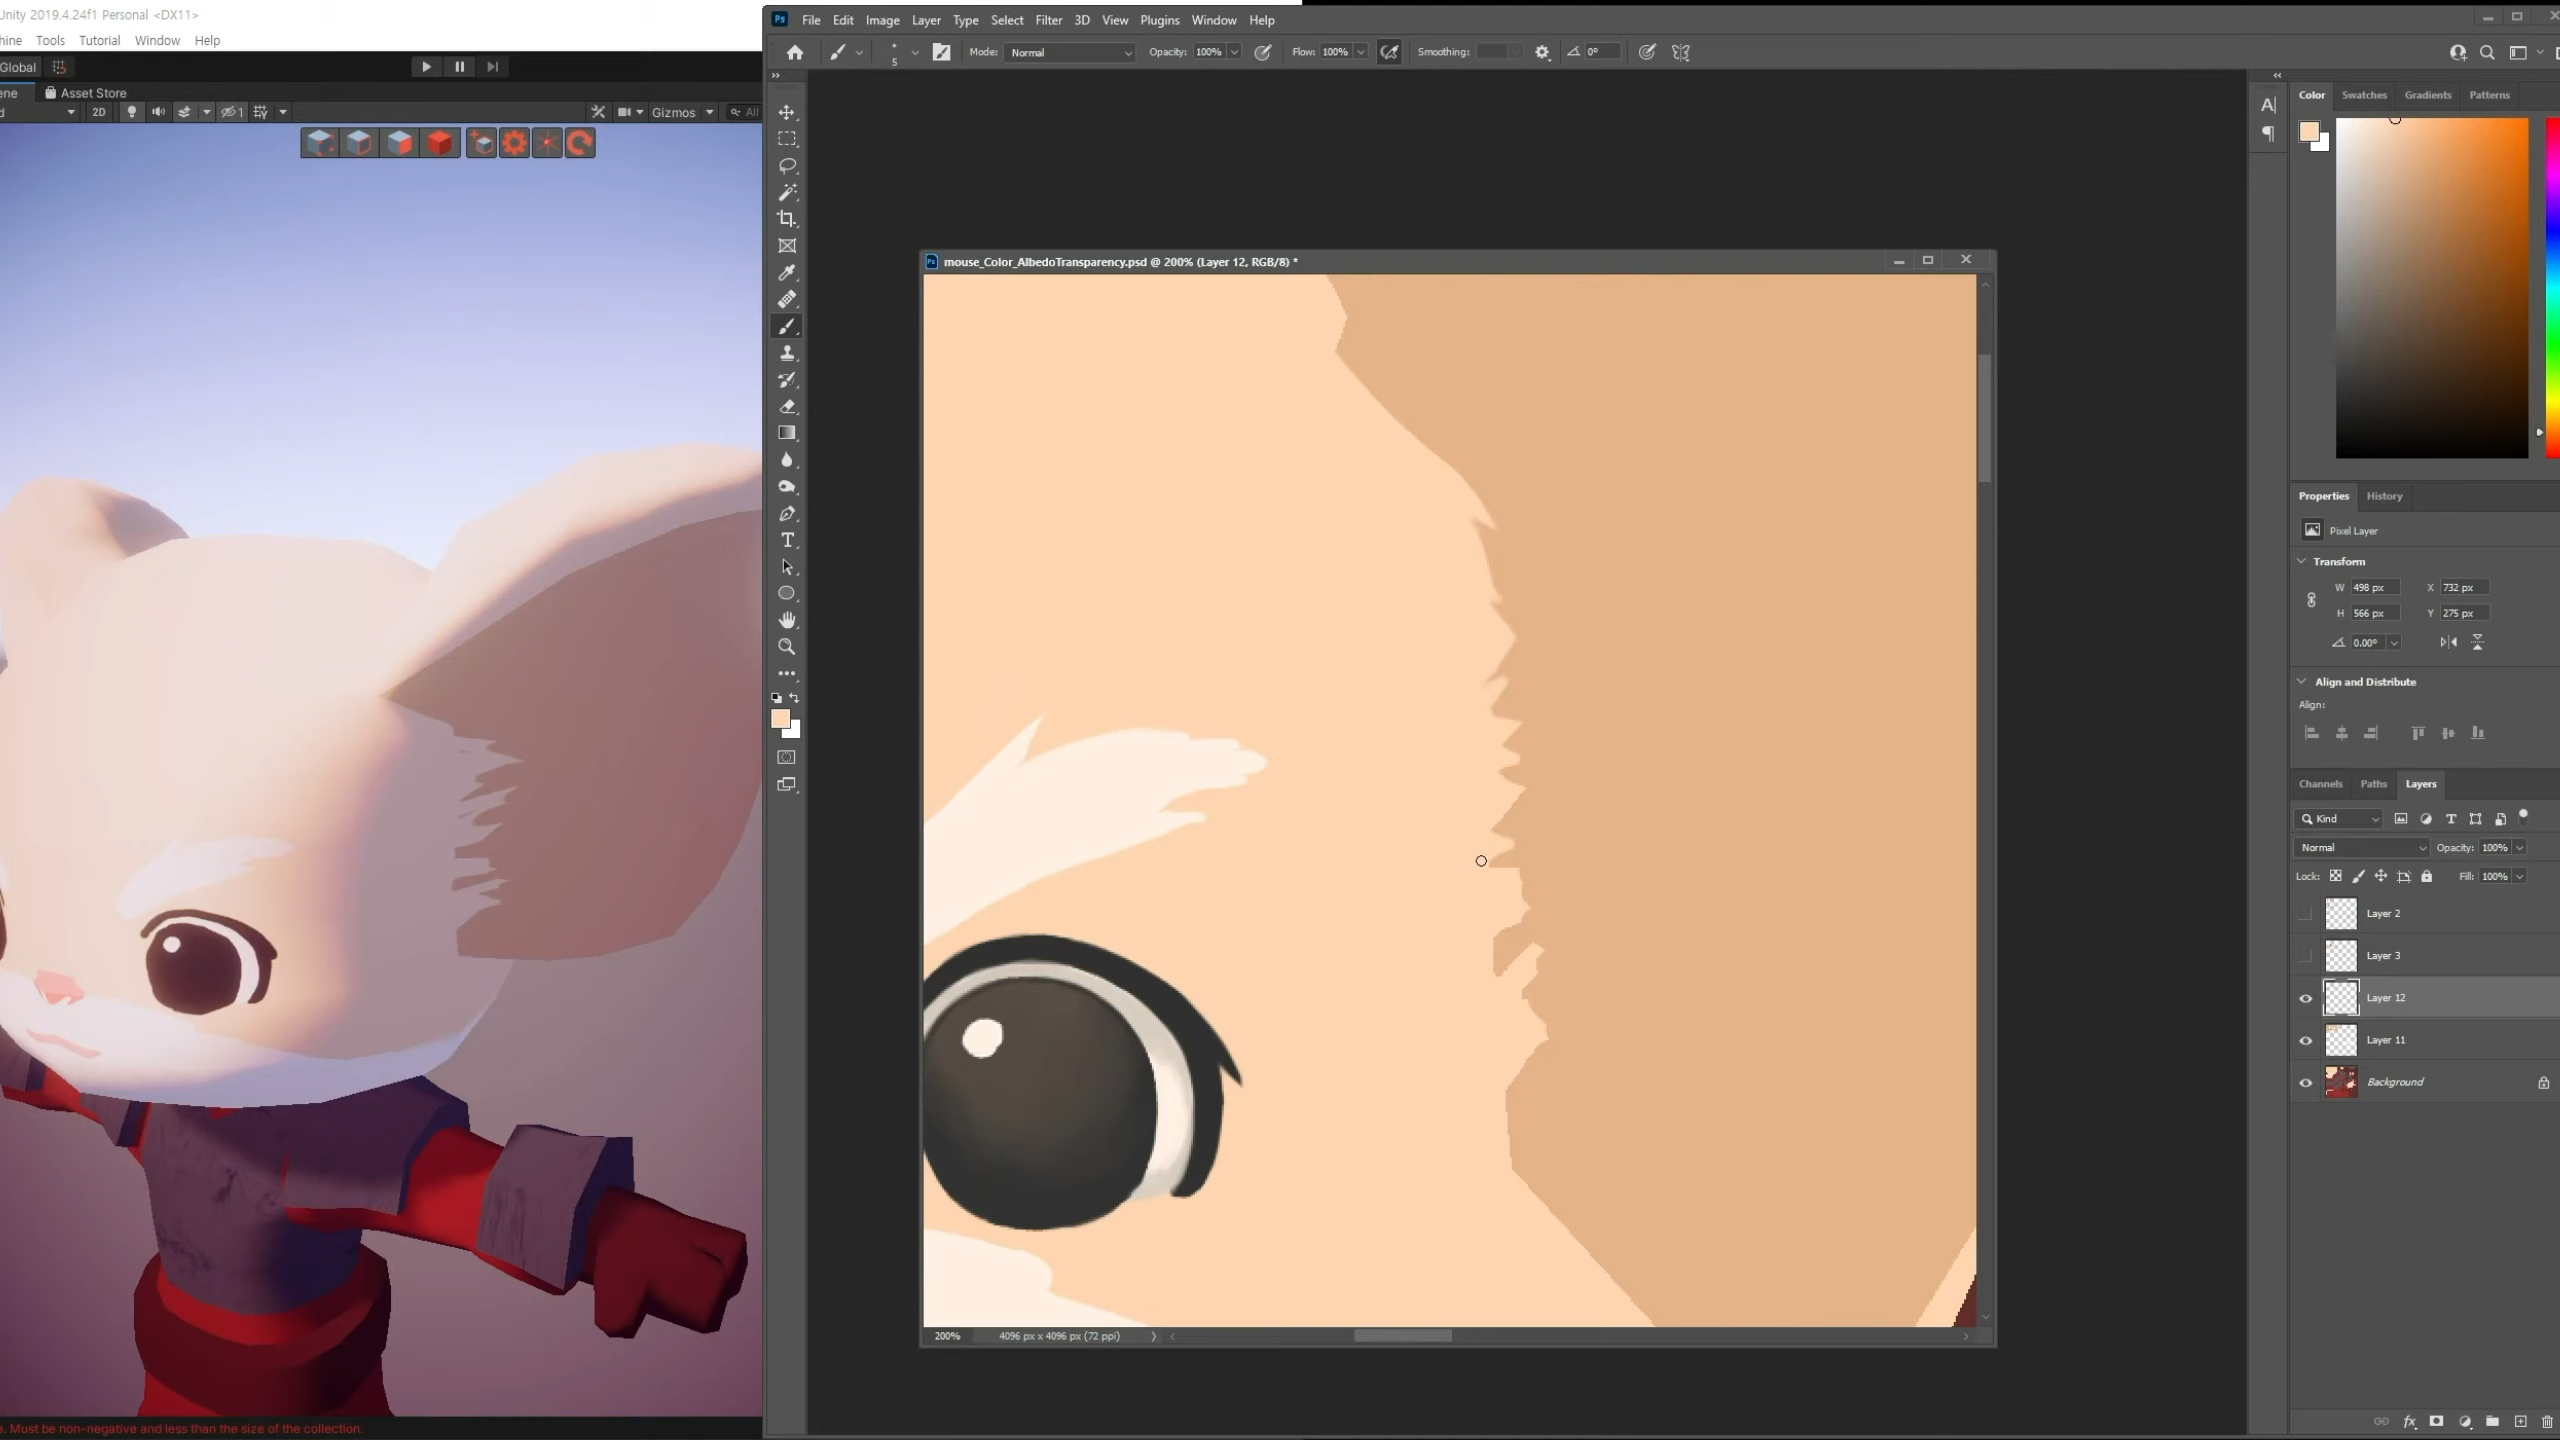 Unity 2019.4.24f1 Personal <DX11>
Tools Tutorial Window Help
Global
Asset Store
2D 1 Gizmos All
e. Must be non-negative and less than the size of the collection.
Ps File Edit Image Layer Type Select Filter 3D View Plugins Window Help
5 Mode: Normal Opacity: 100% Flow: 100% Smoothing: 0°
mouse_Color_AlbedoTransparency.psd @ 200% (Layer 12, RGB/8) *
200% 4096 px x 4096 px (72 ppi)
Color Swatches Gradients Patterns
Properties History
Pixel Layer
Transform
W 498 px X 732 px
H 566 px Y 275 px
0.00°
Align and Distribute
Align:
Channels Paths Layers
Kind
Normal Opacity: 100%
Lock: Fill: 100%
Layer 2
Layer 3
Layer 12
Layer 11
Background
fx